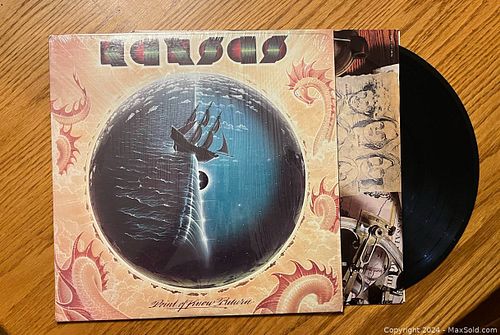 KANSAS
Point of Know Return
Copyright 2024 - MaxSold.com